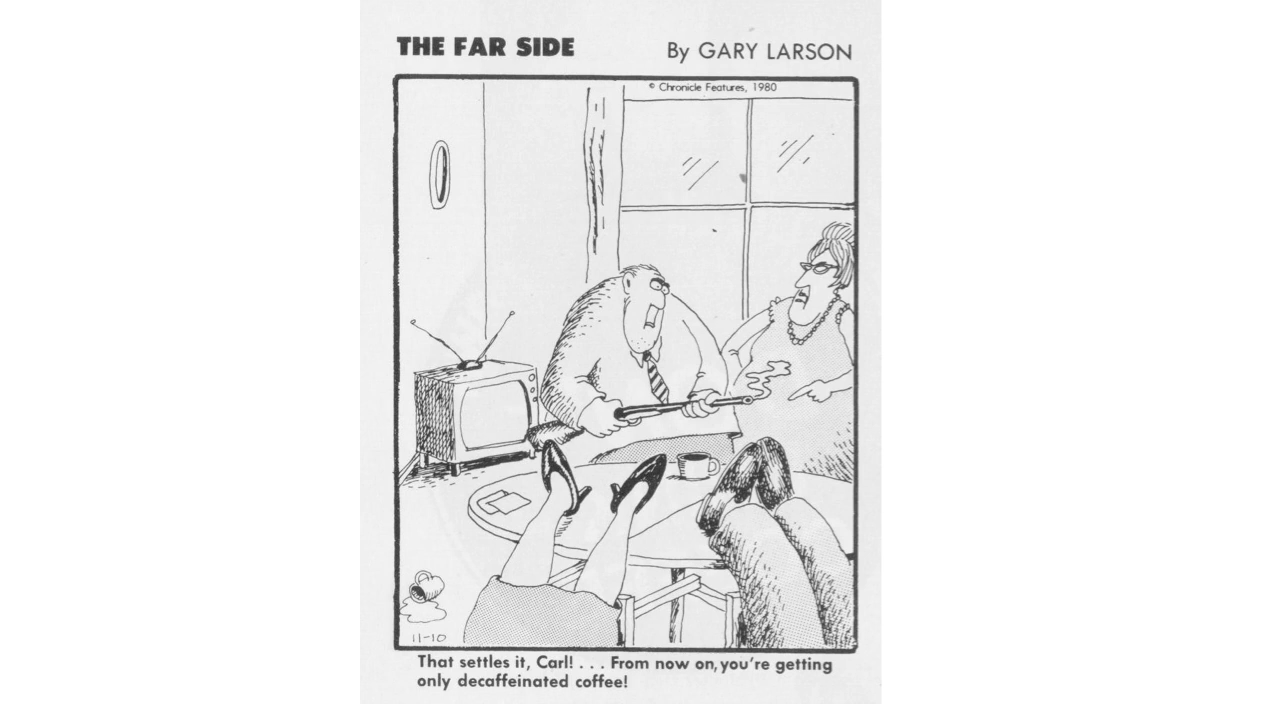 THE FAR SIDE
By GARY LARSON
© Chronicle Features, 1980
11-10
That settles it, Carl! . . . From now on, you're getting
only decaffeinated coffee!